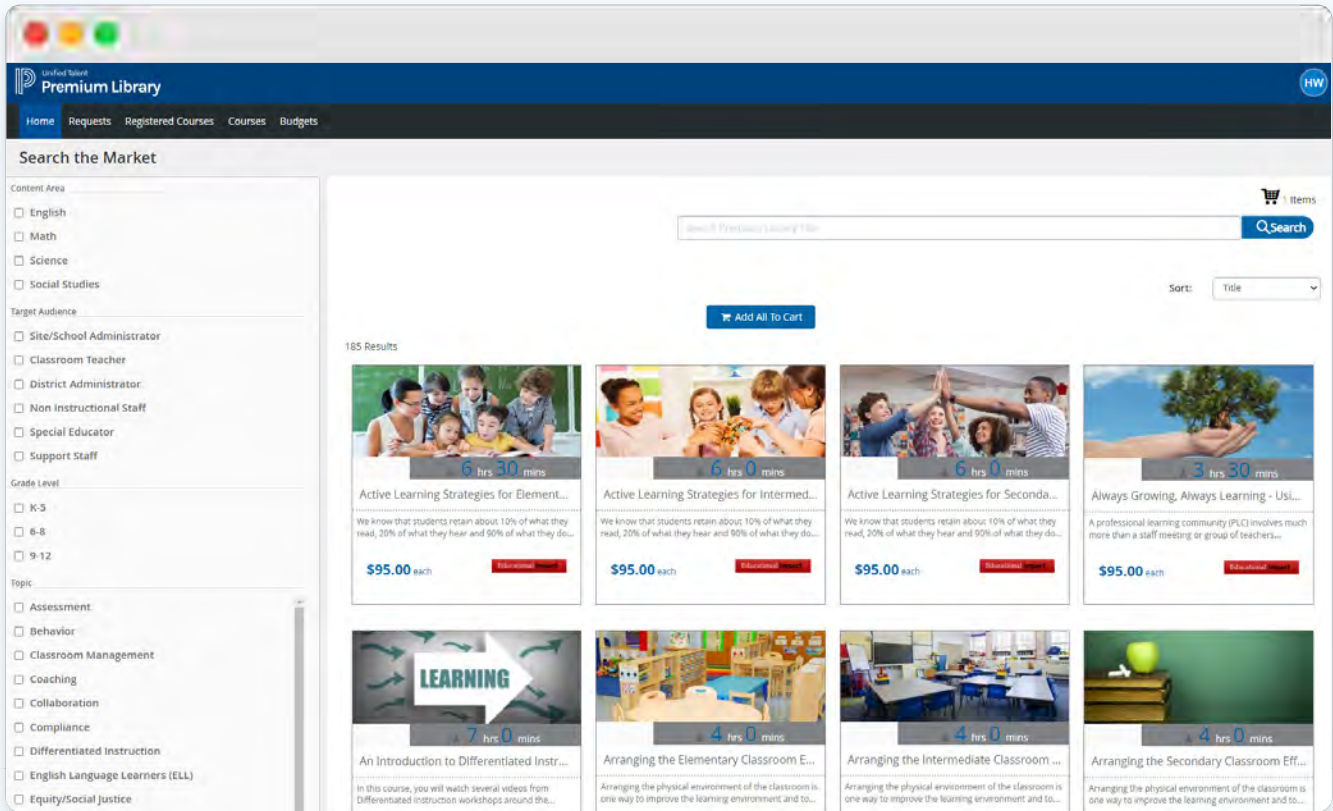 Unified Talent
Premium Library
HW
Home Requests Registered Courses Courses Budgets
Search the Market
Content Area
English
Math
Science
Social Studies
Target Audience
Site/School Administrator
Classroom Teacher
District Administrator
Non Instructional Staff
Special Educator
Support Staff
Grade Level
K-5
6-8
9-12
Topic
Assessment
Behavior
Classroom Management
Coaching
Collaboration
Compliance
Differentiated Instruction
English Language Learners (ELL)
Equity/Social Justice
1 Items
Search Premium Library Title
Search
Sort: Title
Add All To Cart
185 Results
6 hrs 30 mins
Active Learning Strategies for Element...
We know that students retain about 10% of what they
read, 20% of what they hear and 90% of what they do...
$95.00 each
Educational Impact
6 hrs 0 mins
Active Learning Strategies for Intermed...
We know that students retain about 10% of what they
read, 20% of what they hear and 90% of what they do...
$95.00 each
Educational Impact
6 hrs 0 mins
Active Learning Strategies for Seconda...
We know that students retain about 10% of what they
read, 20% of what they hear and 90% of what they do...
$95.00 each
Educational Impact
3 hrs 30 mins
Always Growing, Always Learning - Usi...
A professional learning community (PLC) involves much
more than a staff meeting or group of teachers...
$95.00 each
Educational Impact
LEARNING
7 hrs 0 mins
An Introduction to Differentiated Instr...
In this course, you will watch several videos from
Differentiated Instruction workshops around the...
4 hrs 0 mins
Arranging the Elementary Classroom E...
Arranging the physical environment of the classroom is
one way to improve the learning environment and to...
4 hrs 0 mins
Arranging the Intermediate Classroom ...
Arranging the physical environment of the classroom is
one way to improve the learning environment and to...
4 hrs 0 mins
Arranging the Secondary Classroom Eff...
Arranging the physical environment of the classroom is
one way to improve the learning environment and to...